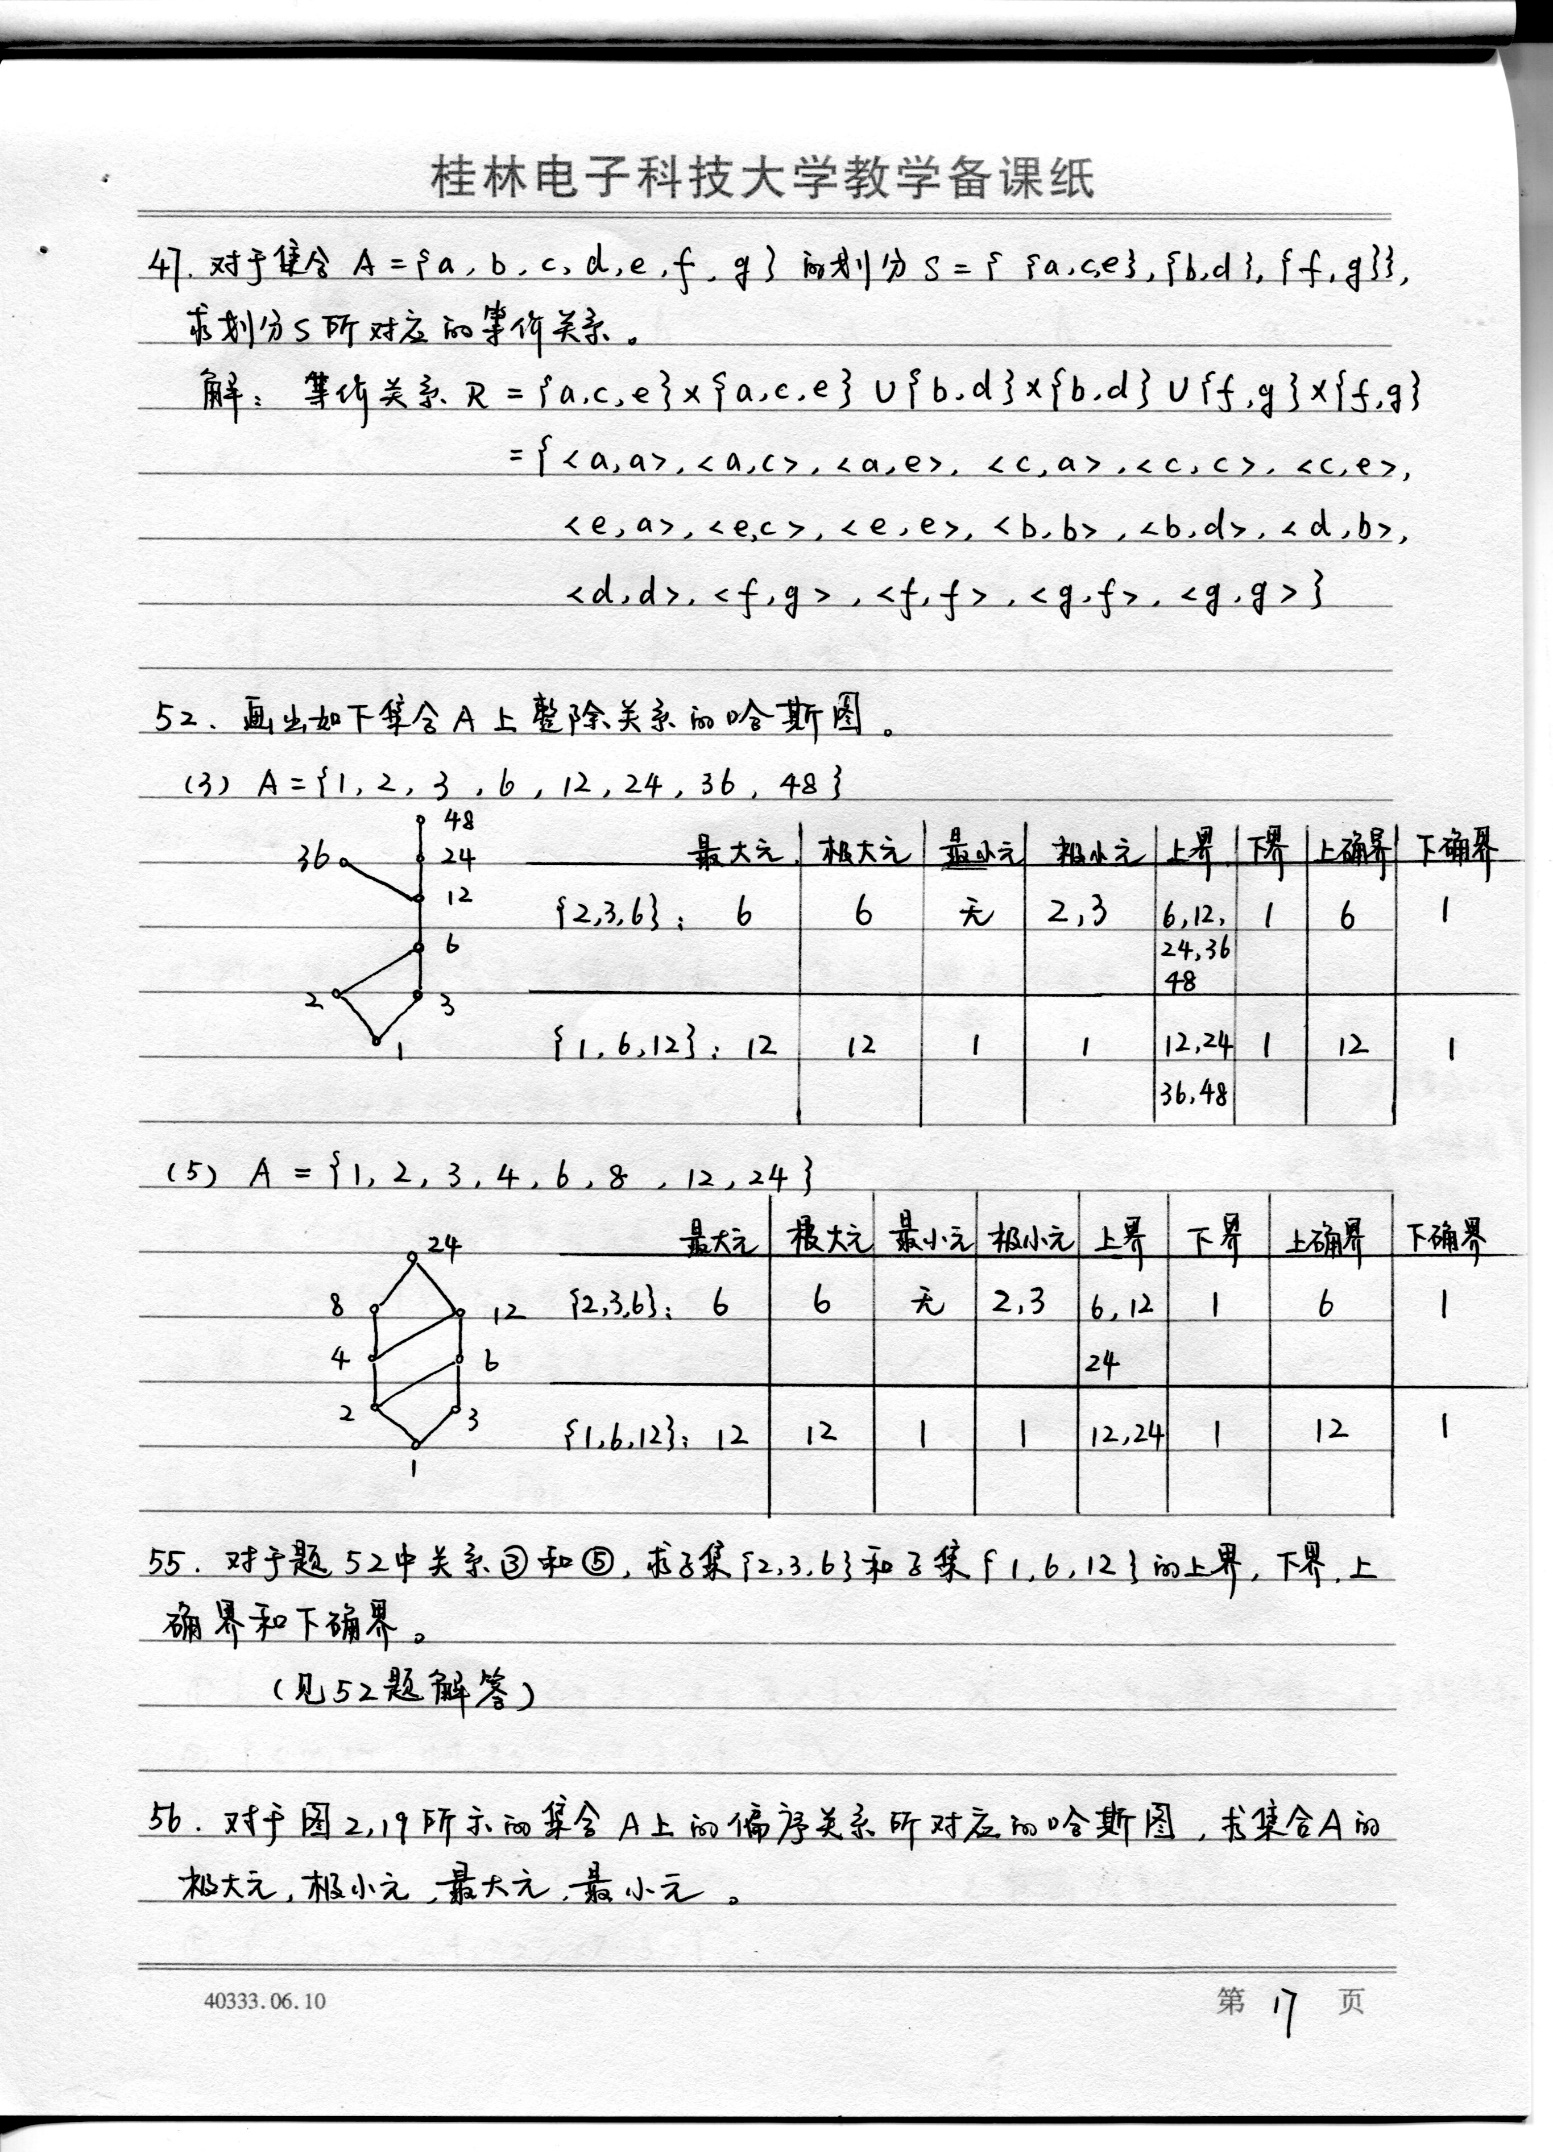 桂林电子科技大学教学备课纸
47. 对于集合 A={a, b, c, d, e, f, g} 的划分 S={ {a,c,e}, {b,d}, {f,g}},
求划分S所对应的等价关系。
解: 等价关系 R = {a,c,e}×{a,c,e} ∪ {b,d}×{b,d} ∪ {f,g}×{f,g}
= { <a,a>, <a,c>, <a,e>, <c,a>, <c,c>, <c,e>,
<e,a>, <e,c>, <e,e>, <b,b>, <b,d>, <d,b>,
<d,d>, <f,g>, <f,f>, <g,f>, <g,g> }
52. 画出如下集合A上整除关系的哈斯图。
(3) A={1, 2, 3, 6, 12, 24, 36, 48}
48
36 24
12
6
2 3
1
最大元 极大元 最小元 极小元 上界 下界 上确界 下确界
{2,3,6}: 6 6 无 2,3 6,12, 1 6 1
24,36
48
{1,6,12}: 12 12 1 1 12,24 1 12 1
36,48
(5) A = {1, 2, 3, 4, 6, 8, 12, 24}
24
8 12
4 6
2 3
1
最大元 极大元 最小元 极小元 上界 下界 上确界 下确界
{2,3,6}: 6 6 无 2,3 6,12 1 6 1
24
{1,6,12}: 12 12 1 1 12,24 1 12 1
55. 对于题52中关系③和⑤, 求子集{2,3,6}和子集{1,6,12}的上界, 下界, 上
确界和下确界。
(见52题解答)
56. 对于图2,19所示的集合A上的偏序关系所对应的哈斯图, 求集合A的
极大元, 极小元, 最大元, 最小元。
40333.06.10
第 17 页